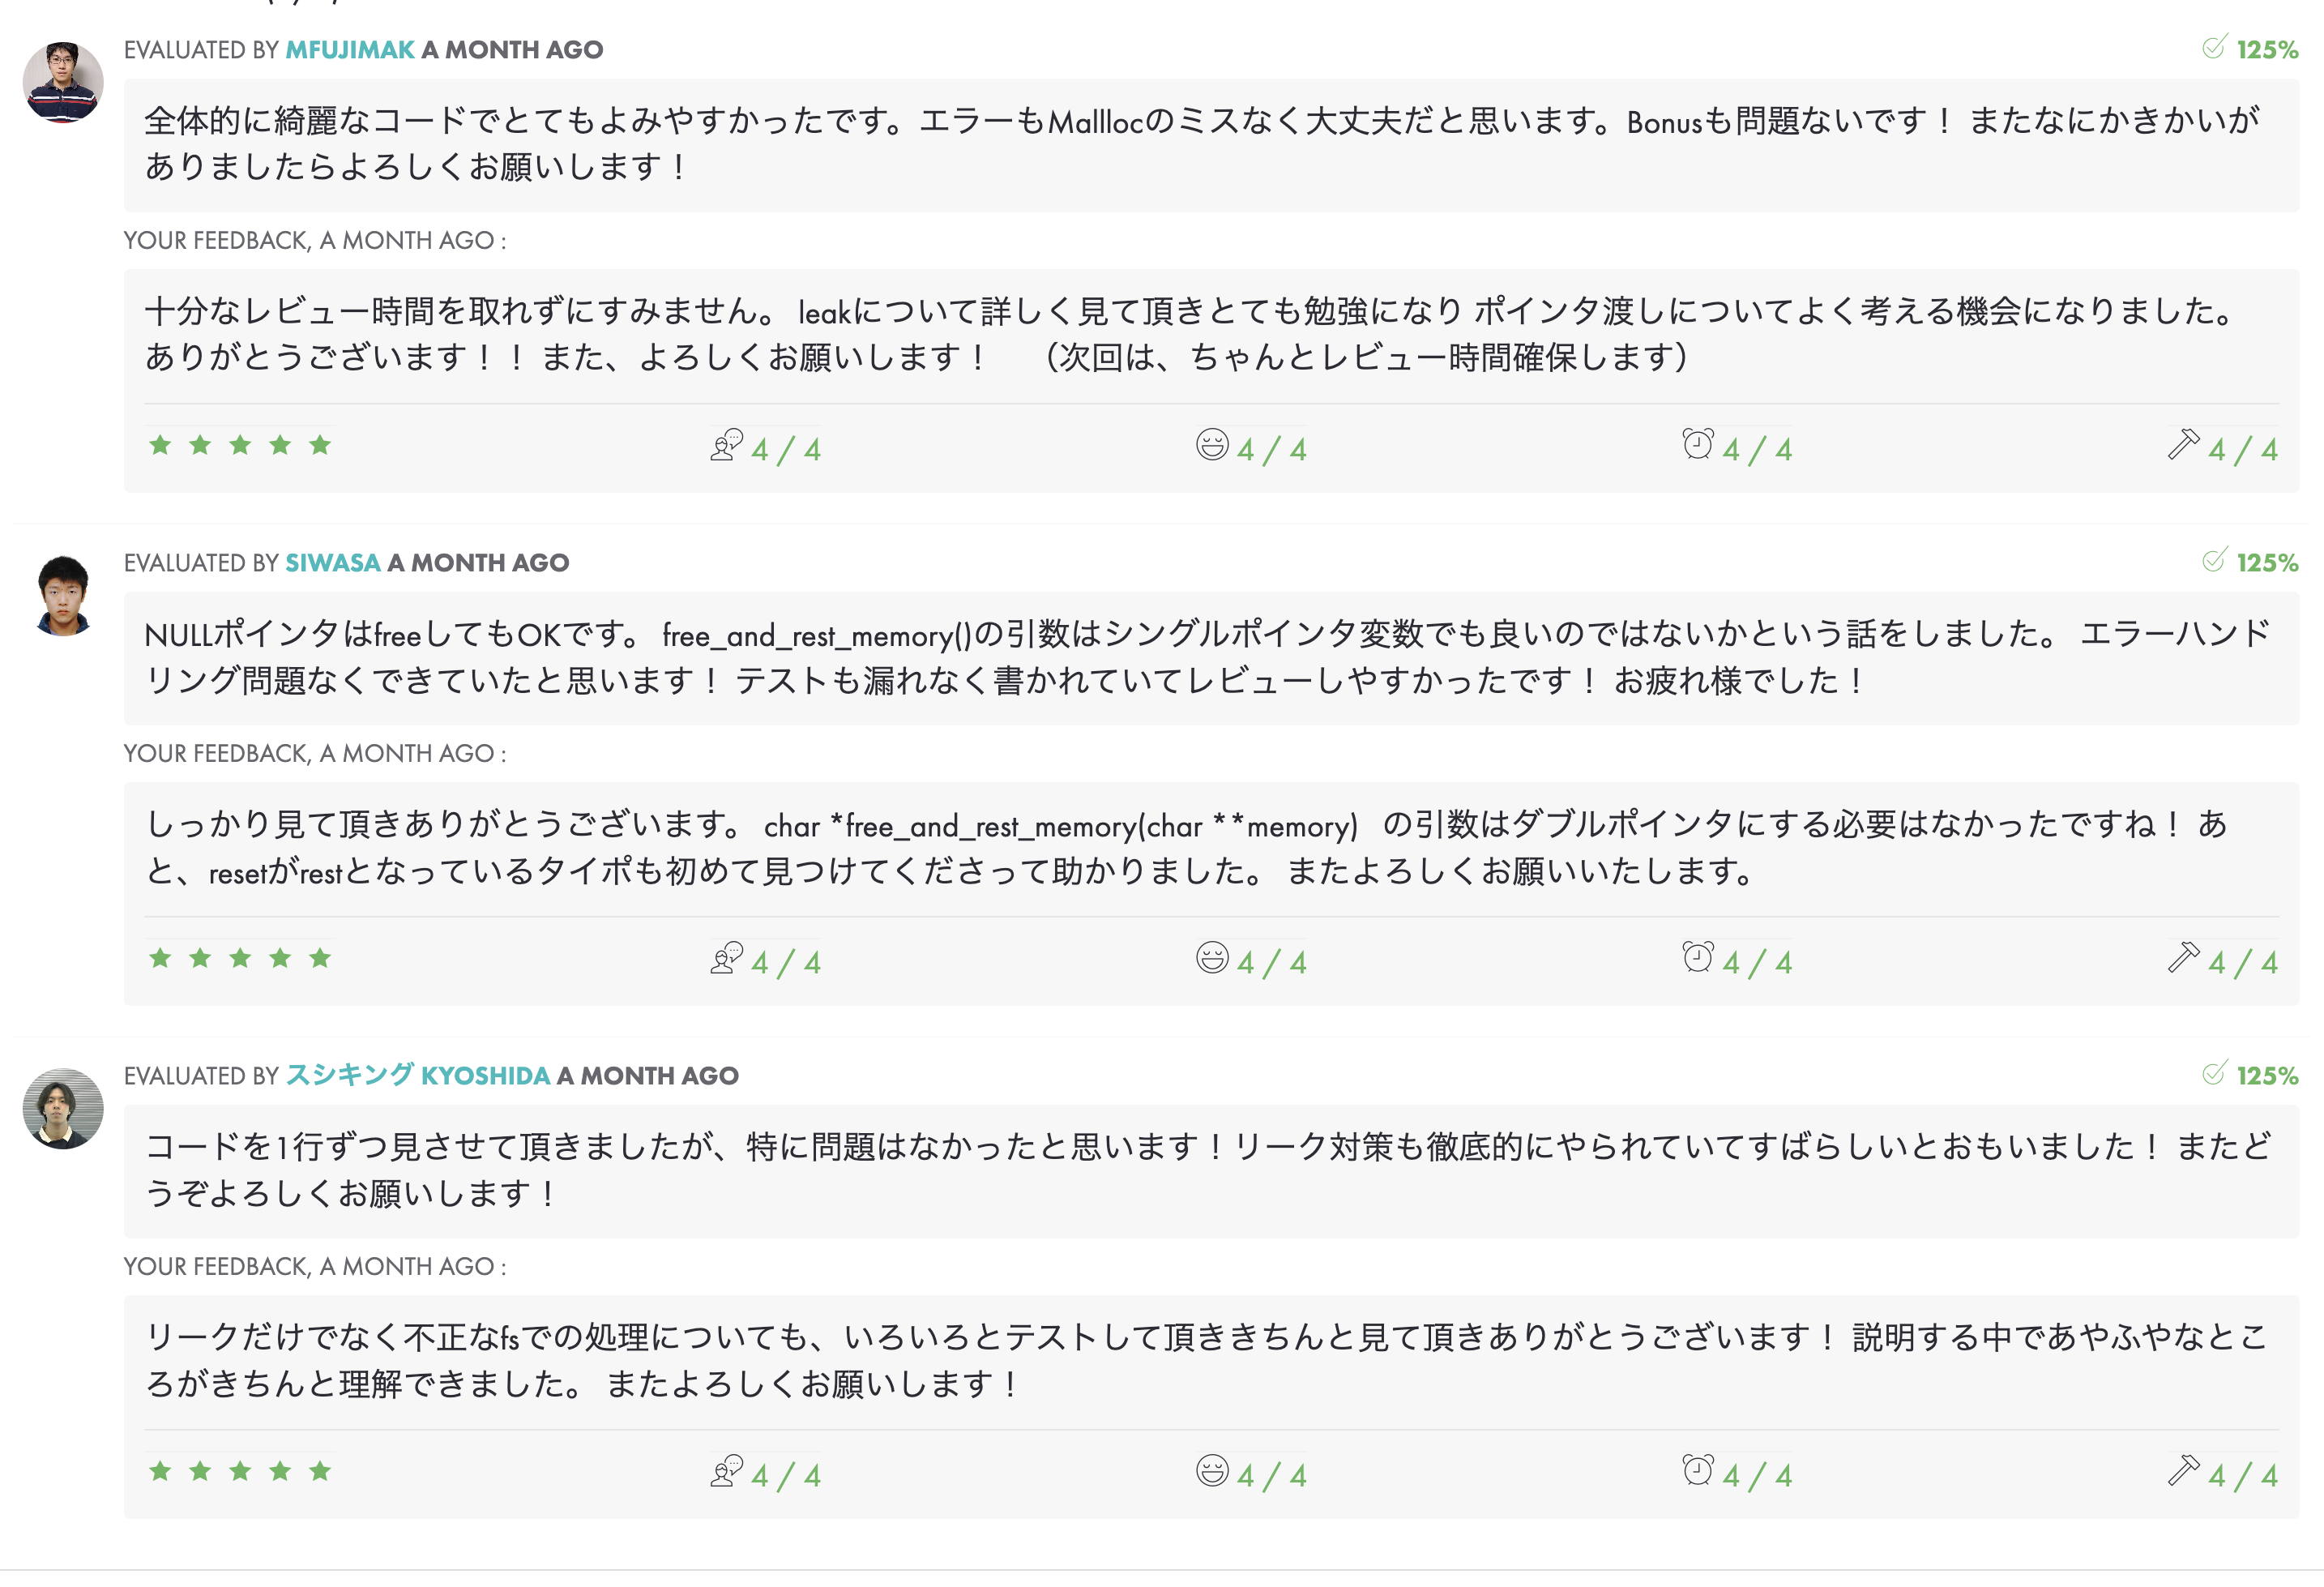 EVALUATED BY MFUJIMAK A MONTH AGO
125%
全体的に綺麗なコードでとてもよみやすかったです。エラーもMalllocのミスなく大丈夫だと思います。Bonusも問題ないです！ またなにかきかいが
ありましたらよろしくお願いします！
YOUR FEEDBACK, A MONTH AGO :
十分なレビュー時間を取れずにすみません。 leakについて詳しく見て頂きとても勉強になり ポインタ渡しについてよく考える機会になりました。
ありがとうございます！！ また、よろしくお願いします！　（次回は、ちゃんとレビュー時間確保します）
★ ★ ★ ★ ★ 4 / 4 4 / 4 4 / 4 4 / 4
EVALUATED BY SIWASA A MONTH AGO
125%
NULLポインタはfreeしてもOKです。 free_and_rest_memory()の引数はシングルポインタ変数でも良いのではないかという話をしました。 エラーハンド
リング問題なくできていたと思います！ テストも漏れなく書かれていてレビューしやすかったです！ お疲れ様でした！
YOUR FEEDBACK, A MONTH AGO :
しっかり見て頂きありがとうございます。 char *free_and_rest_memory(char **memory) の引数はダブルポインタにする必要はなかったですね！ あ
と、resetがrestとなっているタイポも初めて見つけてくださって助かりました。 またよろしくお願いいたします。
★ ★ ★ ★ ★ 4 / 4 4 / 4 4 / 4 4 / 4
EVALUATED BY スシキング KYOSHIDA A MONTH AGO
125%
コードを1行ずつ見させて頂きましたが、特に問題はなかったと思います！リーク対策も徹底的にやられていてすばらしいとおもいました！ またど
うぞよろしくお願いします！
YOUR FEEDBACK, A MONTH AGO :
リークだけでなく不正なfsでの処理についても、いろいろとテストして頂ききちんと見て頂きありがとうございます！ 説明する中であやふやなとこ
ろがきちんと理解できました。 またよろしくお願いします！
★ ★ ★ ★ ★ 4 / 4 4 / 4 4 / 4 4 / 4